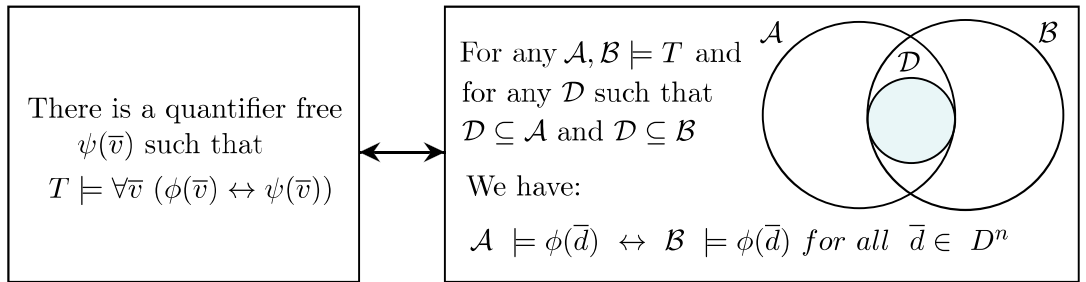 There is a quantifier free
ψ(v̅) such that
T ⊨ ∀v̅ (ϕ(v̅) ↔ ψ(v̅))
For any 𝒜, ℬ ⊨ T and
for any 𝒟 such that
𝒟 ⊆ 𝒜 and 𝒟 ⊆ ℬ
We have:
𝒜 ⊨ ϕ(d̅) ↔ ℬ ⊨ ϕ(d̅) for all d̅ ∈ Dⁿ
𝒜
ℬ
𝒟